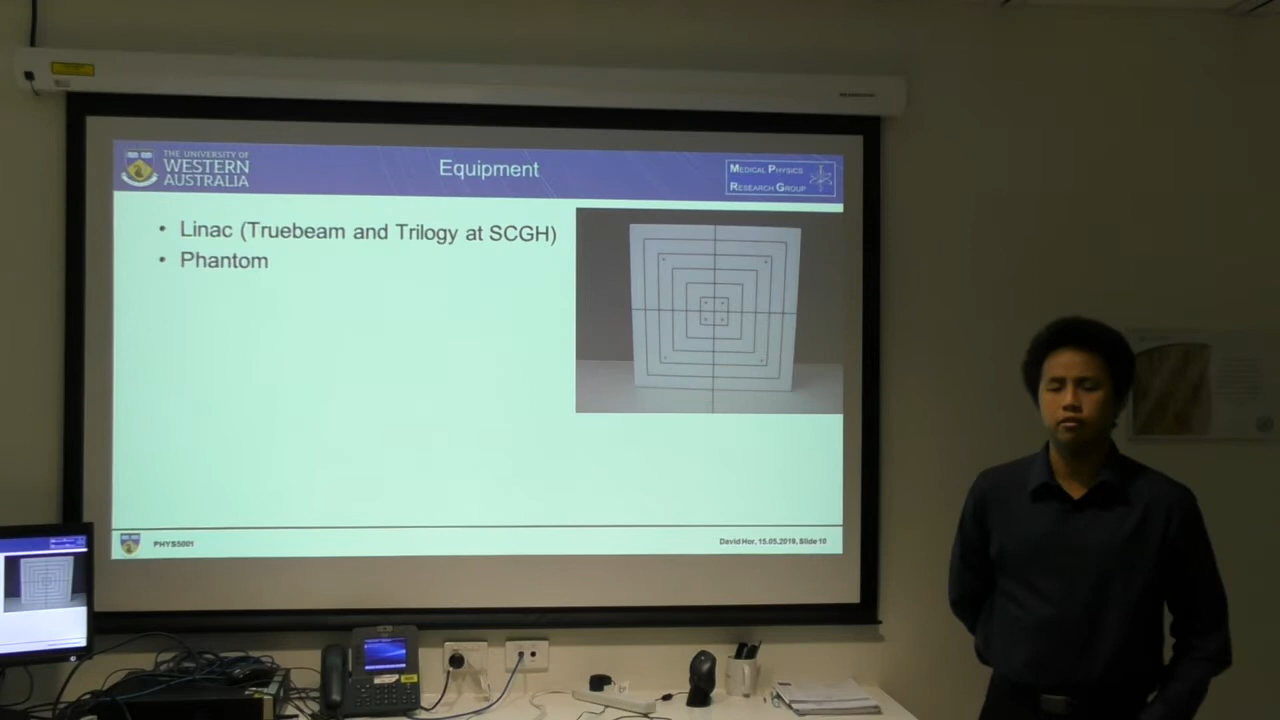 THE UNIVERSITY OF
WESTERN
AUSTRALIA
Equipment
MEDICAL PHYSICS
RESEARCH GROUP
• Linac (Truebeam and Trilogy at SCGH)
• Phantom
PHYS5001
David Hor, 15.05.2019, Slide 10